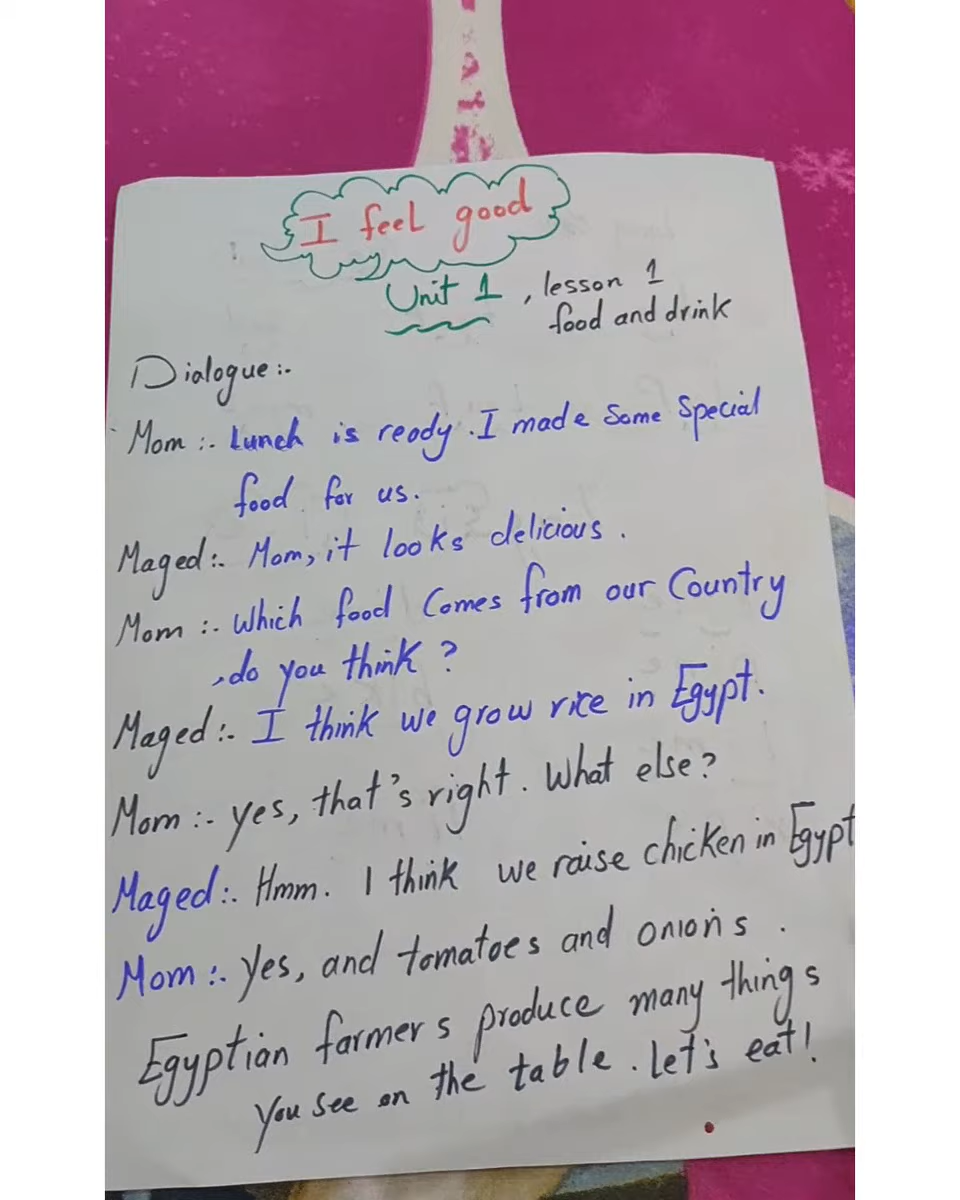 I feel good
Unit 1, lesson 1
food and drink
Dialogue:-
Mom:- Lunch is ready. I made Some Special
food for us.
Maged:- Mom, it looks delicious.
Mom:- Which food Comes from our Country
,do you think?
Maged:- I think we grow rice in Egypt.
Mom:- yes, that's right. What else?
Maged:- Hmm. I think we raise chicken in Egypt
Mom:- Yes, and tomatoes and onions.
Egyptian farmers produce many things
You see on the table. Let's eat!